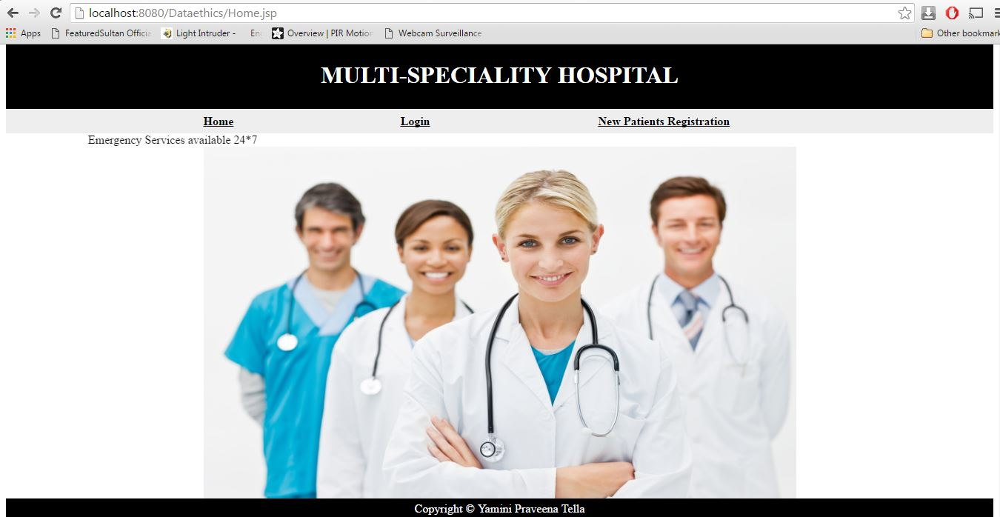 localhost:8080/Dataethics/Home.jsp
Apps FeaturedSultan Officia Light Intruder - Eng Overview | PIR Motion Webcam Surveillance Other bookmark
MULTI-SPECIALITY HOSPITAL
Home Login New Patients Registration
Emergency Services available 24*7
Copyright © Yamini Praveena Tella